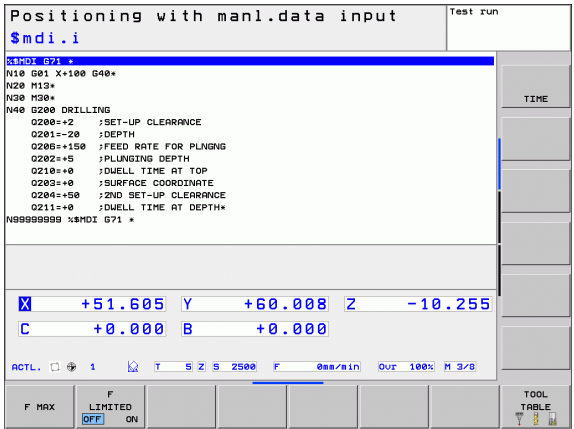 Positioning with manl.data input
Test run
$mdi.i
%$MDI G71 *
N10 G01 X+100 G40*
N20 M13*
N30 M30*
N40 G200 DRILLING
Q200=+2 ;SET-UP CLEARANCE
Q201=-20 ;DEPTH
Q206=+150 ;FEED RATE FOR PLNGNG
Q202=+5 ;PLUNGING DEPTH
Q210=+0 ;DWELL TIME AT TOP
Q203=+0 ;SURFACE COORDINATE
Q204=+50 ;2ND SET-UP CLEARANCE
Q211=+0 ;DWELL TIME AT DEPTH*
N99999999 %$MDI G71 *
TIME
X +51.605 Y +60.008 Z -10.255
C +0.000 B +0.000
ACTL. 1 T 5 Z S 2500 F 0mm/min Ovr 100% M 3/8
F MAX
F
LIMITED
OFF ON
TOOL
TABLE